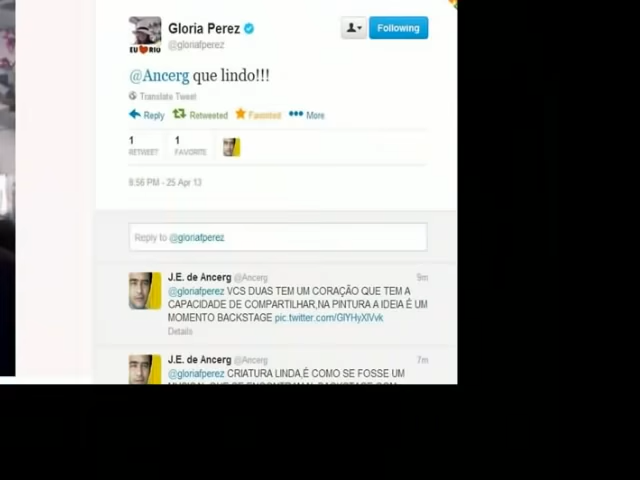 Gloria Perez
@gloriafperez
Following
EU RIO
@Ancerg que lindo!!!
Translate Tweet
Reply Retweeted Favorited More
1 1
RETWEET FAVORITE
8:56 PM - 25 Apr 13
Reply to @gloriafperez
J.E. de Ancerg @Ancerg 9m
@gloriafperez VCS DUAS TEM UM CORAÇÃO QUE TEM A
CAPACIDADE DE COMPARTILHAR,NA PINTURA A IDEIA É UM
MOMENTO BACKSTAGE pic.twitter.com/GIYHyXlVvk
Details
J.E. de Ancerg @Ancerg 7m
@gloriafperez CRIATURA LINDA,É COMO SE FOSSE UM